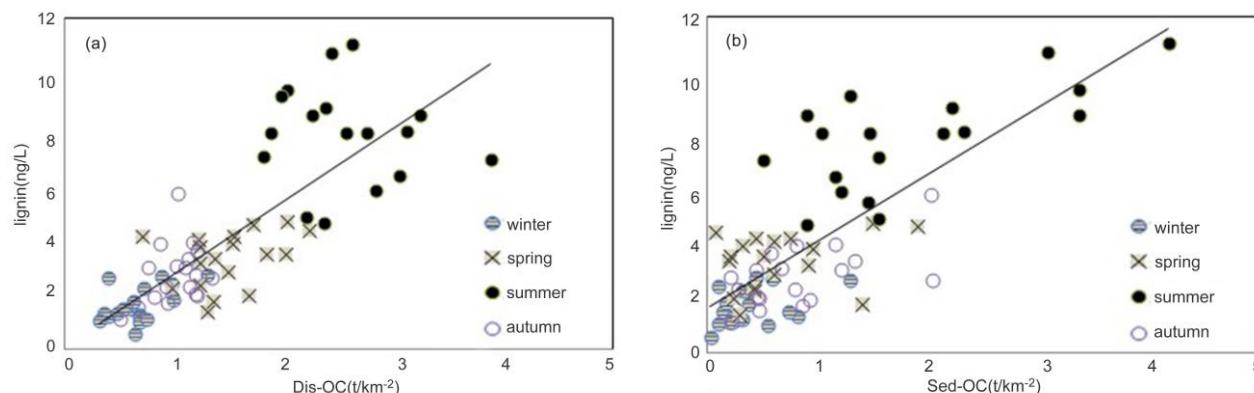 (a)
lignin(ng/L)
12
10
8
6
4
2
0
0 1 2 3 4 5
Dis-OC(t/km-2)
winter
spring
summer
autumn
(b)
lignin(ng/L)
12
10
8
6
4
2
0
0 1 2 3 4 5
Sed-OC(t/km-2)
winter
spring
summer
autumn